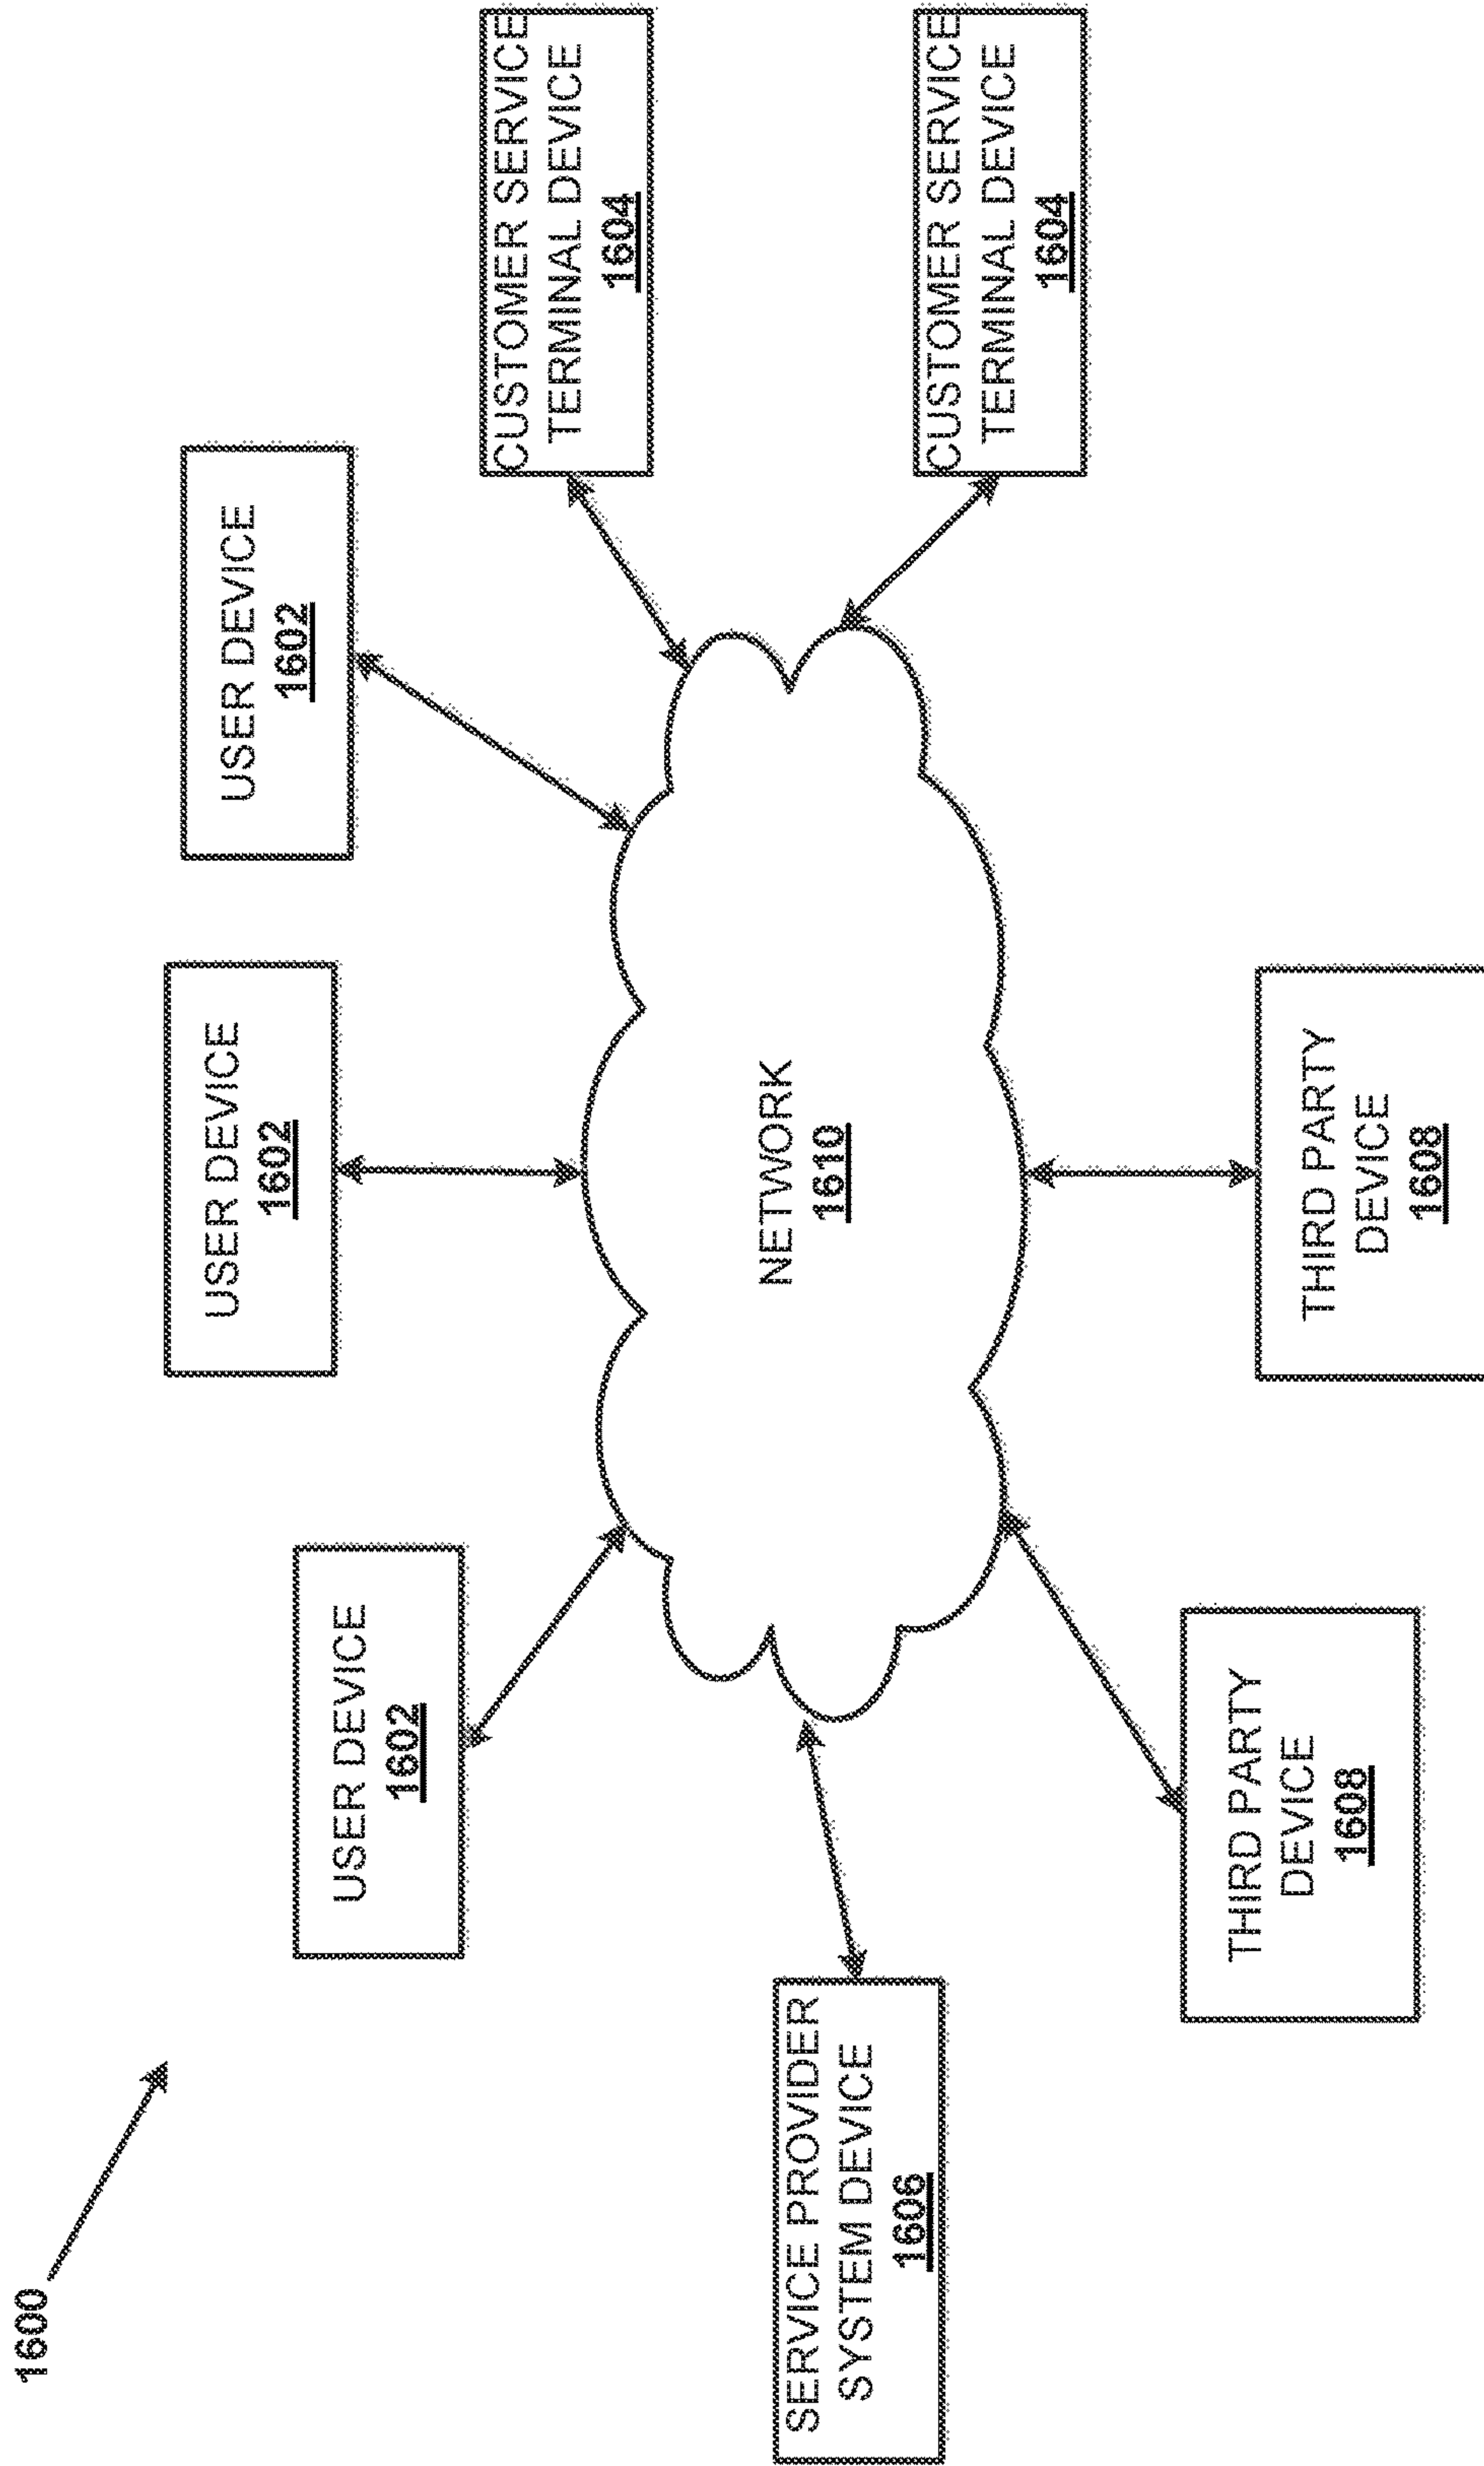 1600
USER DEVICE
1602
USER DEVICE
1602
USER DEVICE
1602
CUSTOMER SERVICE
TERMINAL DEVICE
1604
CUSTOMER SERVICE
TERMINAL DEVICE
1604
NETWORK
1610
SERVICE PROVIDER
SYSTEM DEVICE
1606
THIRD PARTY
DEVICE
1608
THIRD PARTY
DEVICE
1608